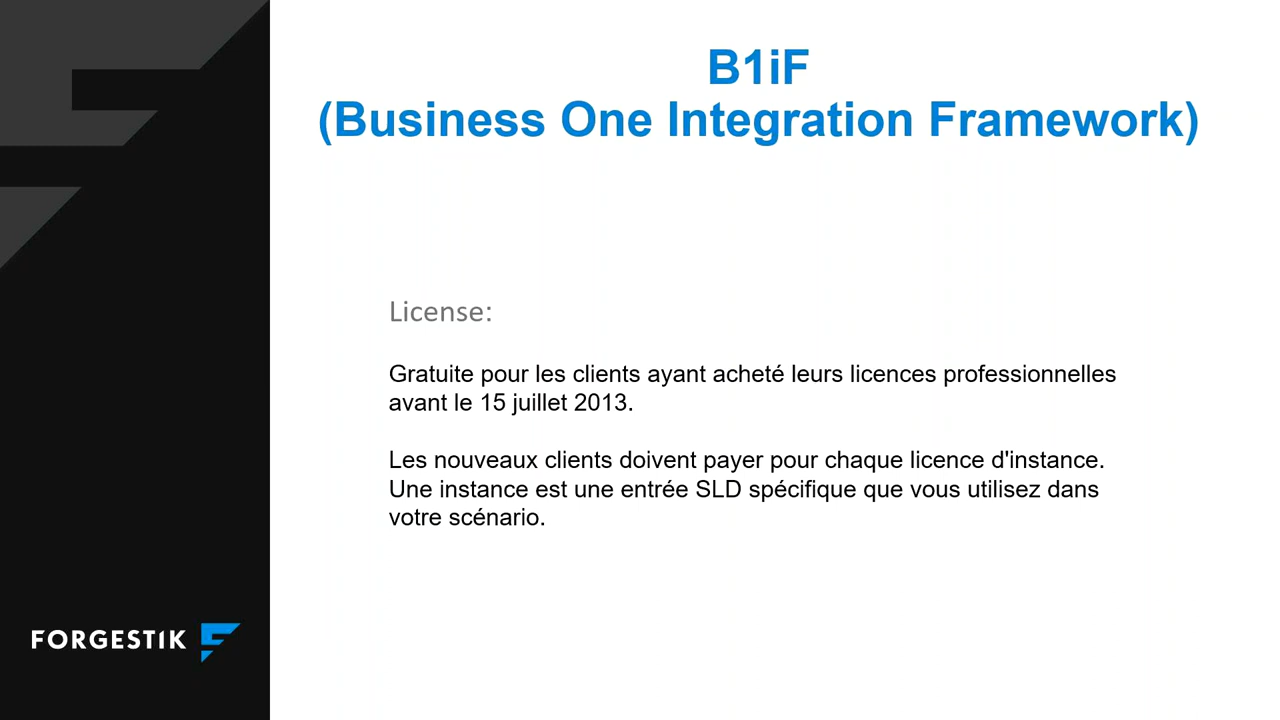 B1iF
(Business One Integration Framework)
License:
Gratuite pour les clients ayant acheté leurs licences professionnelles
avant le 15 juillet 2013.
Les nouveaux clients doivent payer pour chaque licence d'instance.
Une instance est une entrée SLD spécifique que vous utilisez dans
votre scénario.
FORGESTIK